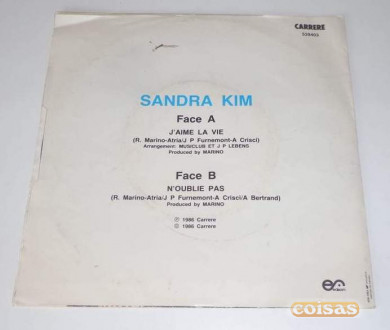 CARRERE
SANDRA KIM
Face A
J'AIME LA VIE
(R. Marino-Atria/J P Furnemont-A Crisci)
Arrangement: MUSICLUB ET J P LEBENS
Produced by MARINO
Face B
N'OUBLIE PAS
(R. Marino-Atria/J P Furnemont-A Crisci/A Bertrand)
Produced by MARINO
℗ 1986 Carrere
© 1986 Carrere
coisas